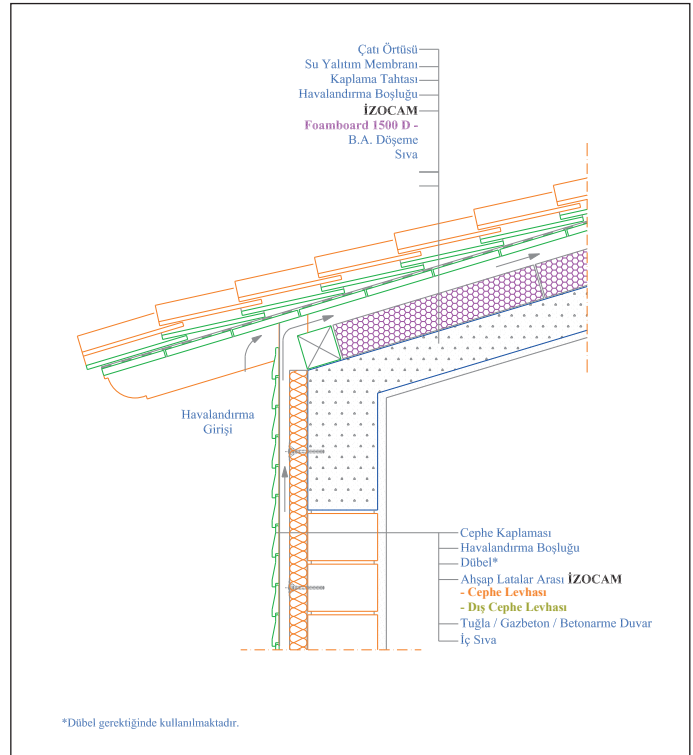 Çatı Örtüsü
Su Yalıtım Membranı
Kaplama Tahtası
Havalandırma Boşluğu
İZOCAM
Foamboard 1500 D -
B.A. Döşeme
Sıva
Havalandırma
Girişi
Cephe Kaplaması
Havalandırma Boşluğu
Dübel*
Ahşap Latalar Arası İZOCAM
- Cephe Levhası
- Dış Cephe Levhası
Tuğla / Gazbeton / Betonarme Duvar
İç Sıva
*Dübel gerektiğinde kullanılmaktadır.